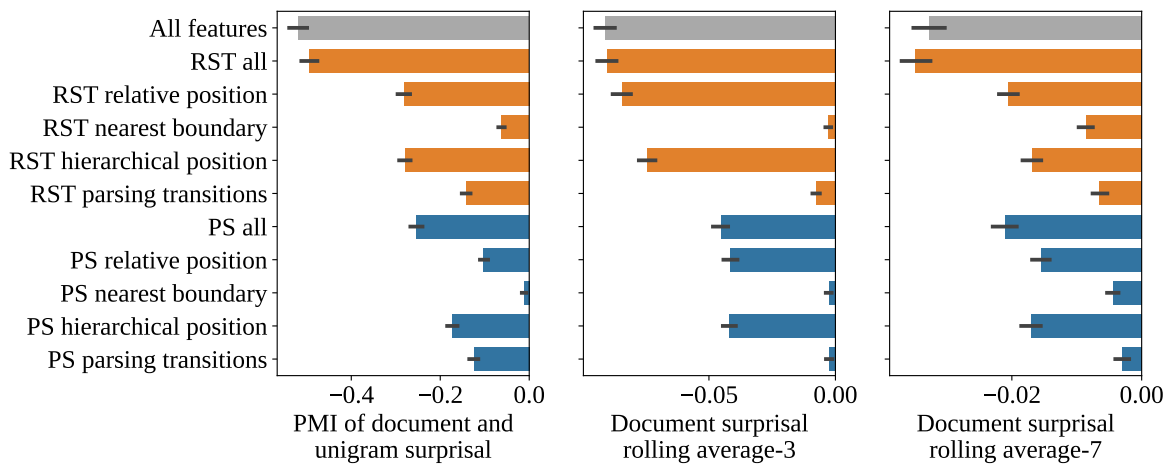 All features
RST all
RST relative position
RST nearest boundary
RST hierarchical position
RST parsing transitions
PS all
PS relative position
PS nearest boundary
PS hierarchical position
PS parsing transitions
−0.4 −0.2 0.0
PMI of document and
unigram surprisal
−0.05 0.00
Document surprisal
rolling average-3
−0.02 0.00
Document surprisal
rolling average-7